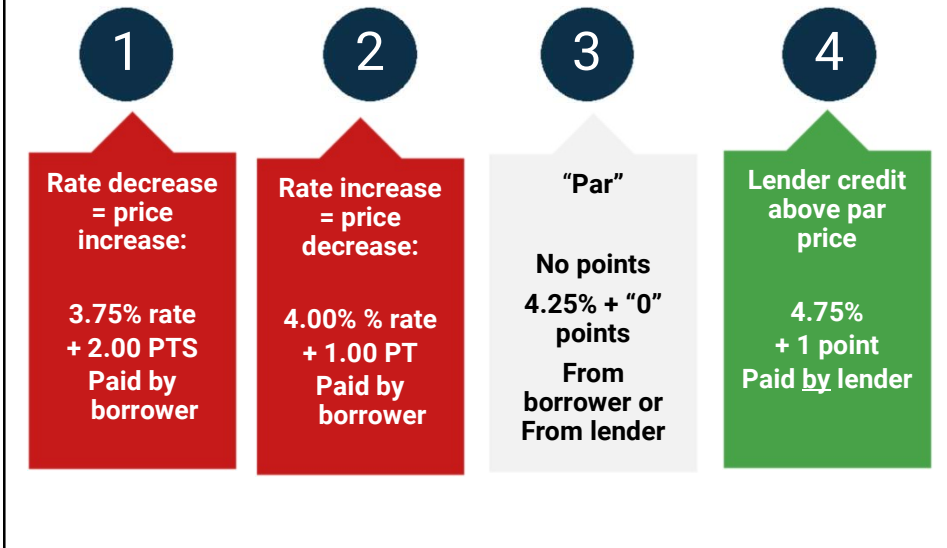 1
Rate decrease
= price
increase:
3.75% rate
+ 2.00 PTS
Paid by
borrower
2
Rate increase
= price
decrease:
4.00% % rate
+ 1.00 PT
Paid by
borrower
3
“Par”
No points
4.25% + “0”
points
From
borrower or
From lender
4
Lender credit
above par
price
4.75%
+ 1 point
Paid by lender